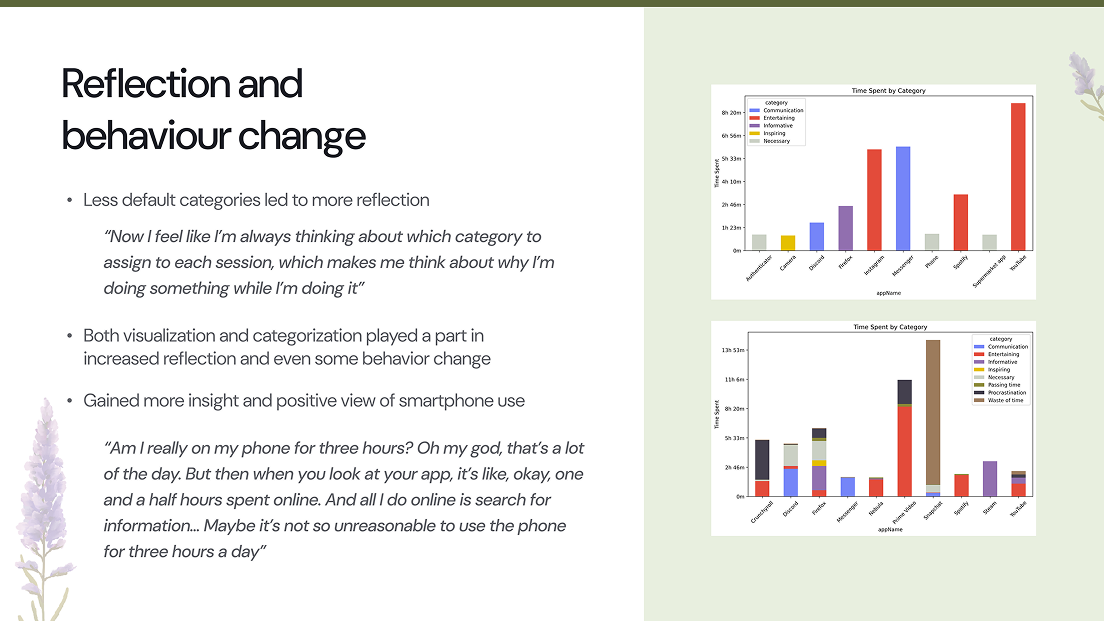 Reflection and
behaviour change
• Less default categories led to more reflection
“Now I feel like I’m always thinking about which category to
assign to each session, which makes me think about why I’m
doing something while I’m doing it”
• Both visualization and categorization played a part in
increased reflection and even some behavior change
• Gained more insight and positive view of smartphone use
“Am I really on my phone for three hours? Oh my god, that’s a lot
of the day. But then when you look at your app, it’s like, okay, one
and a half hours spent online. And all I do online is search for
information... Maybe it’s not so unreasonable to use the phone
for three hours a day”
Time Spent by Category
category
Communication
Entertaining
Informative
Inspiring
Necessary
Time Spent
8h 20m
6h 56m
5h 33m
4h 10m
2h 46m
1h 23m
0m
Authenticator
Camera
Discord
Firefox
Instagram
Messenger
Phone
Spotify
Supermarket app
YouTube
appName
Time Spent by Category
category
Communication
Entertaining
Informative
Inspiring
Necessary
Passing time
Procrastination
Waste of time
Time Spent
13h 53m
11h 6m
8h 20m
5h 33m
2h 46m
0m
Crunchyroll
Discord
Firefox
Messenger
Nebula
Prime Video
Snapchat
Spotify
Steam
YouTube
appName